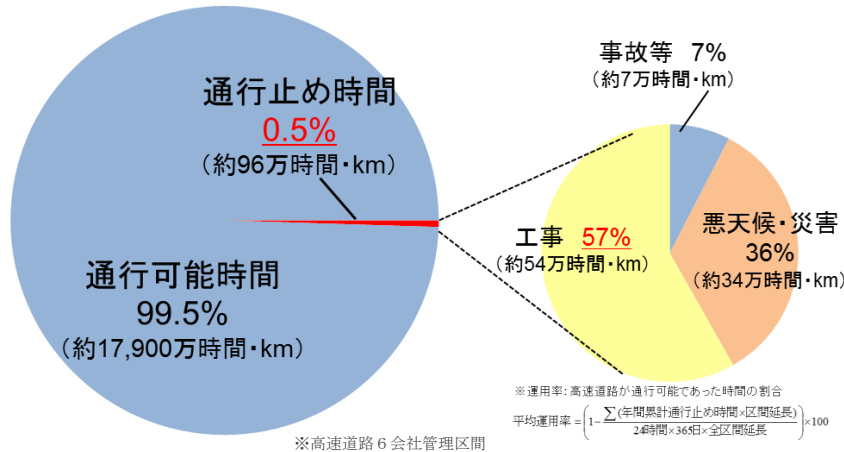 通行止め時間
0.5%
（約96万時間・km）
通行可能時間
99.5%
（約17,900万時間・km）
事故等 7%
（約7万時間・km）
工事 57%
（約54万時間・km）
悪天候・災害
36%
（約34万時間・km）
※運用率：高速道路が通行可能であった時間の割合
平均運用率＝(1-∑(年間累計通行止め時間×区間延長)/24時間×365日×全区間延長)×100
※高速道路６会社管理区間